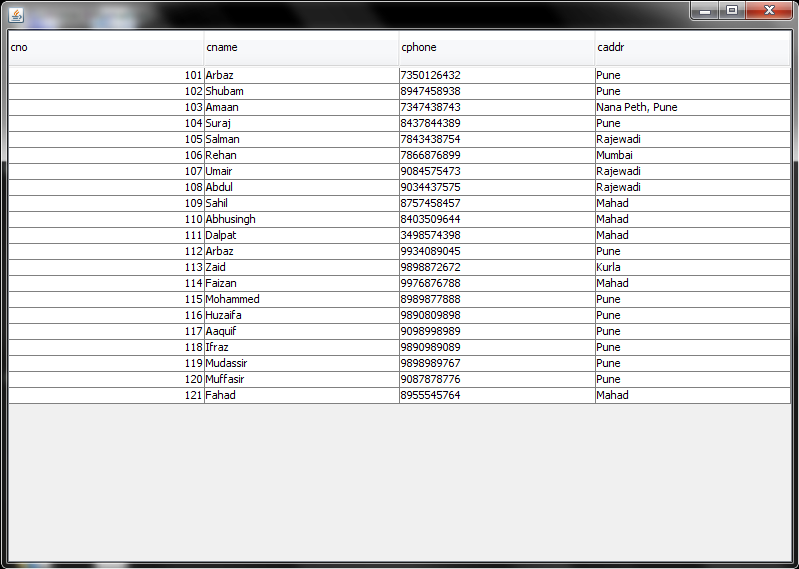 cno cname cphone caddr
101 Arbaz 7350126432 Pune
102 Shubam 8947458938 Pune
103 Amaan 7347438743 Nana Peth, Pune
104 Suraj 8437844389 Pune
105 Salman 7843438754 Rajewadi
106 Rehan 7866876899 Mumbai
107 Umair 9084575473 Rajewadi
108 Abdul 9034437575 Rajewadi
109 Sahil 8757458457 Mahad
110 Abhusingh 8403509644 Mahad
111 Dalpat 3498574398 Mahad
112 Arbaz 9934089045 Pune
113 Zaid 9898872672 Kurla
114 Faizan 9976876788 Mahad
115 Mohammed 8989877888 Pune
116 Huzaifa 9890809898 Pune
117 Aaquif 9098998989 Pune
118 Ifraz 9890989089 Pune
119 Mudassir 9898989767 Pune
120 Muffasir 9087878776 Pune
121 Fahad 8955545764 Mahad